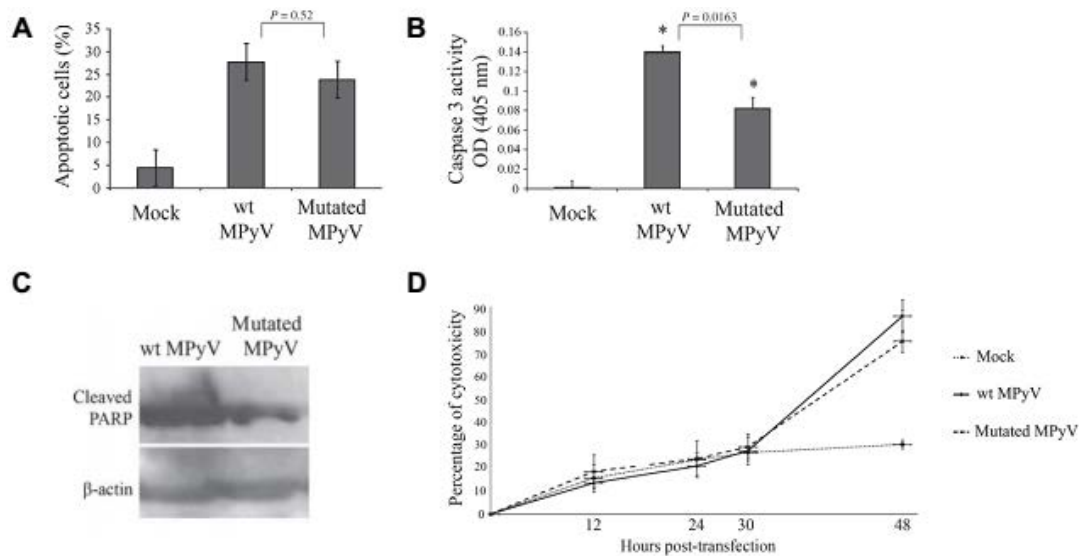 A
P = 0.52
Apoptotic cells (%)
35
30
25
20
15
10
5
0
Mock
wt
MPyV
Mutated
MPyV
B
P = 0.0163
*
*
Caspase 3 activity
OD (405 nm)
0.16
0.14
0.12
0.1
0.08
0.06
0.04
0.02
0
Mock
wt
MPyV
Mutated
MPyV
C
wt MPyV
Mutated
MPyV
Cleaved
PARP
β-actin
D
Percentage of cytotoxicity
90
80
70
60
50
40
30
20
10
0
12
24
30
48
Hours post-transfection
Mock
wt MPyV
Mutated MPyV